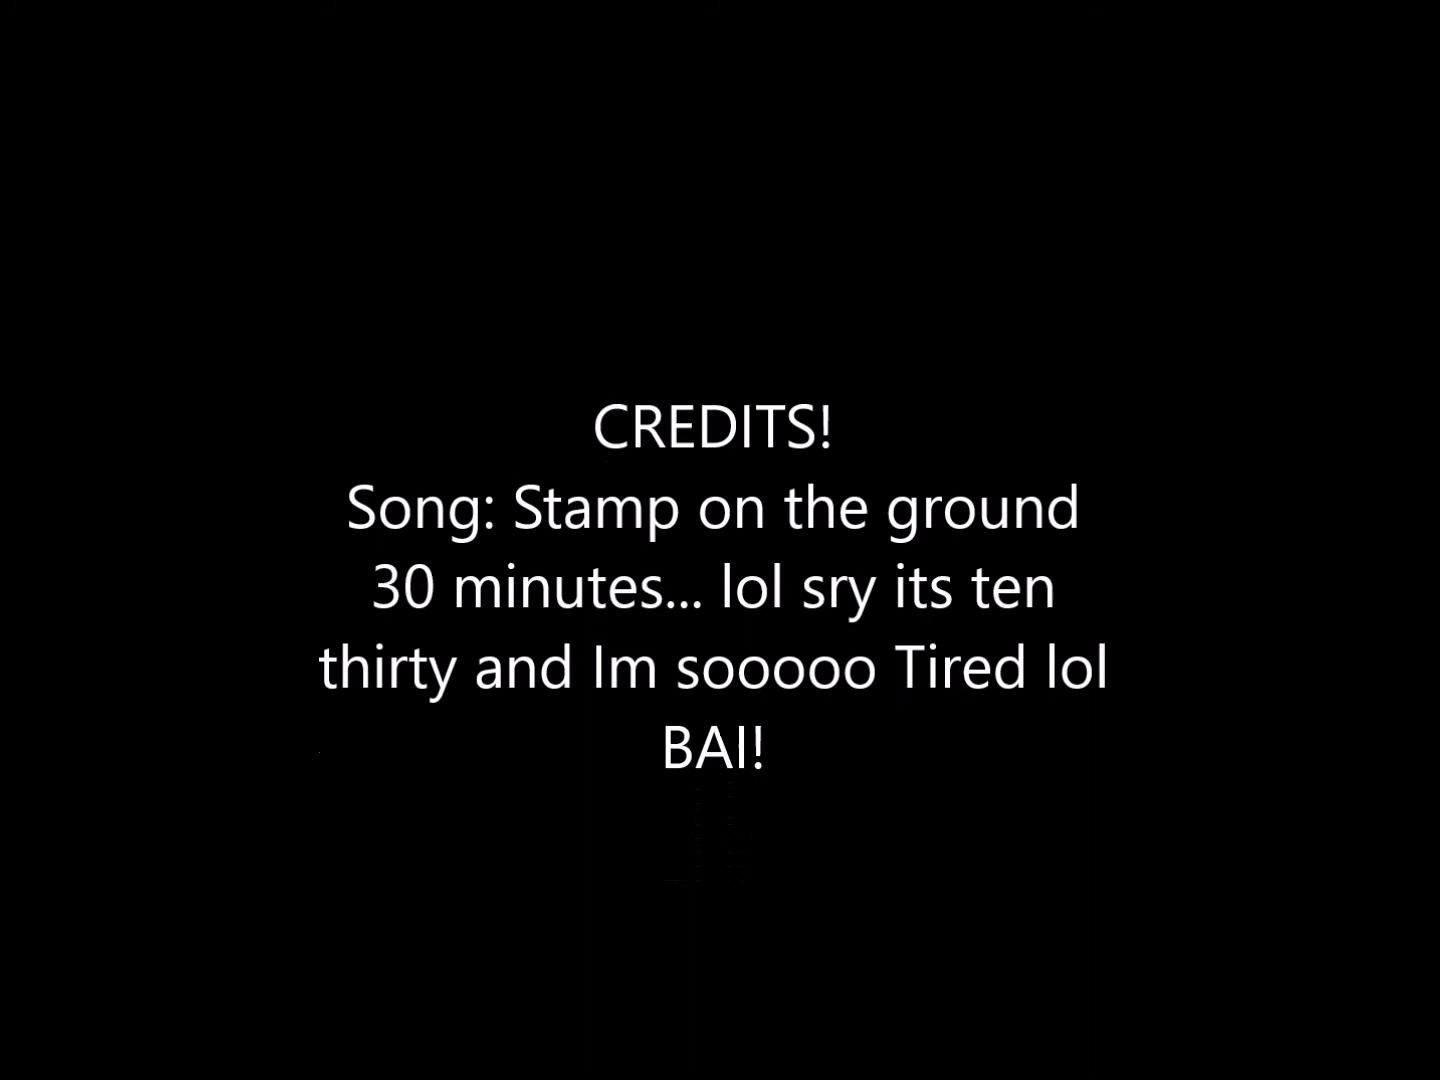 CREDITS!
Song: Stamp on the ground
30 minutes... lol sry its ten
thirty and Im sooooo Tired lol
BAI!